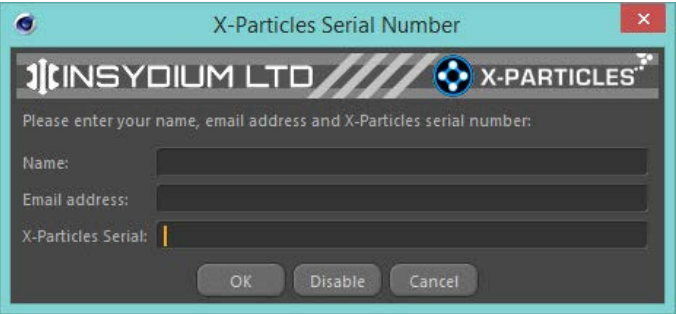 X-Particles Serial Number
INSYDIUM LTD X-PARTICLES
Please enter your name, email address and X-Particles serial number:
Name:
Email address:
X-Particles Serial:
OK Disable Cancel